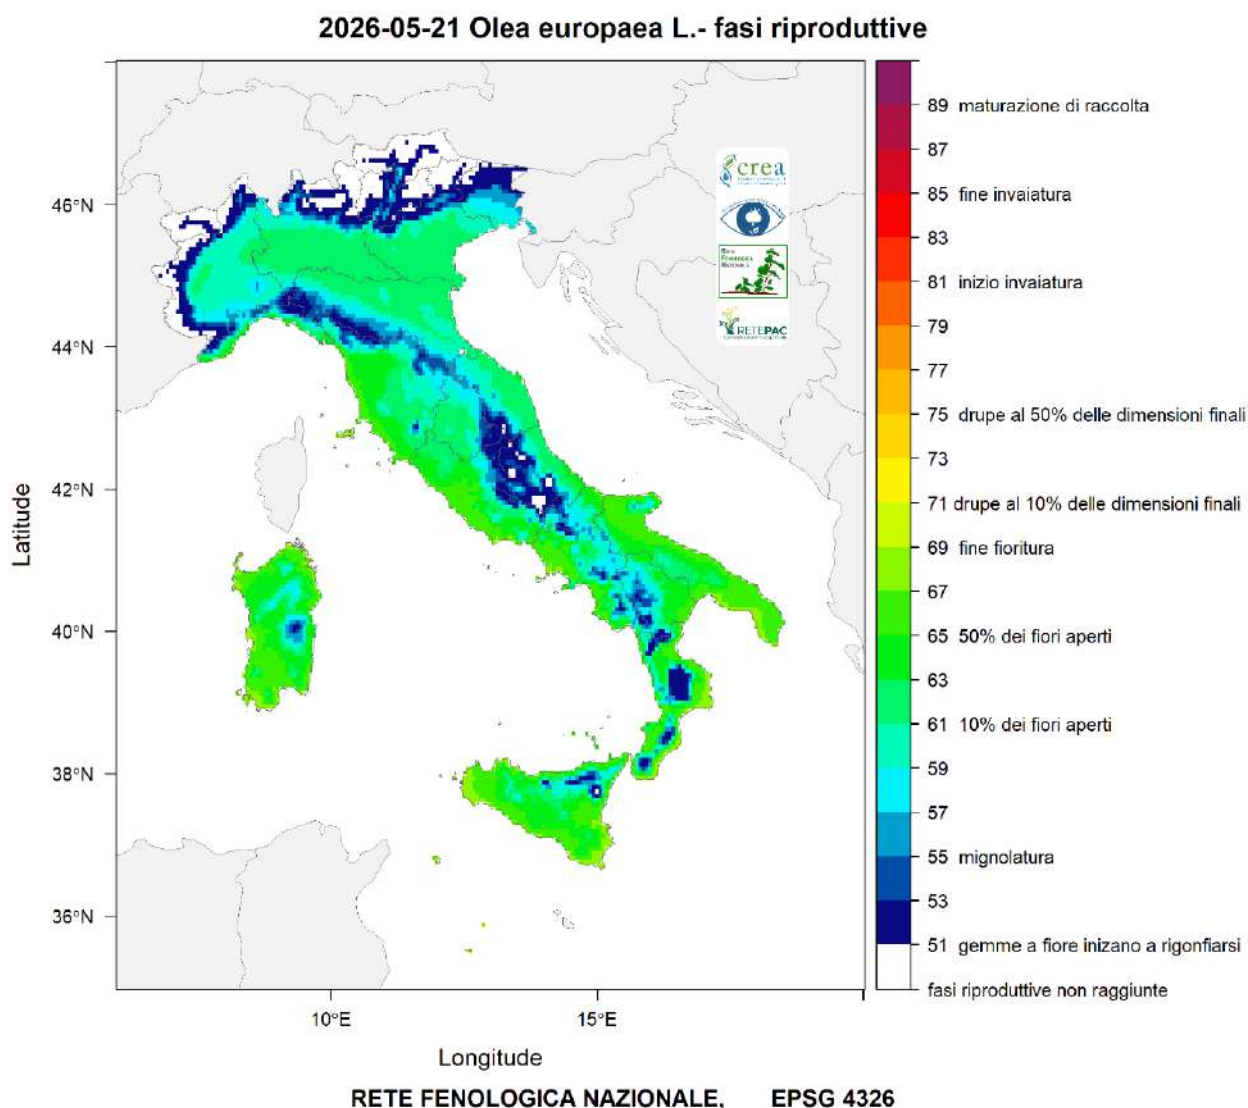 2026-05-21 Olea europaea L.- fasi riproduttive
89 maturazione di raccolta
87
85 fine invaiatura
83
81 inizio invaiatura
79
77
75 drupe al 50% delle dimensioni finali
73
71 drupe al 10% delle dimensioni finali
69 fine fioritura
67
65 50% dei fiori aperti
63
61 10% dei fiori aperti
59
57
55 mignolatura
53
51 gemme a fiore inizano a rigonfiarsi
fasi riproduttive non raggiunte
crea
RETE
FENOLOGICA
NAZIONALE
RETEPAC
46°N
44°N
42°N
40°N
38°N
36°N
Latitude
10°E
15°E
Longitude
RETE FENOLOGICA NAZIONALE, EPSG 4326